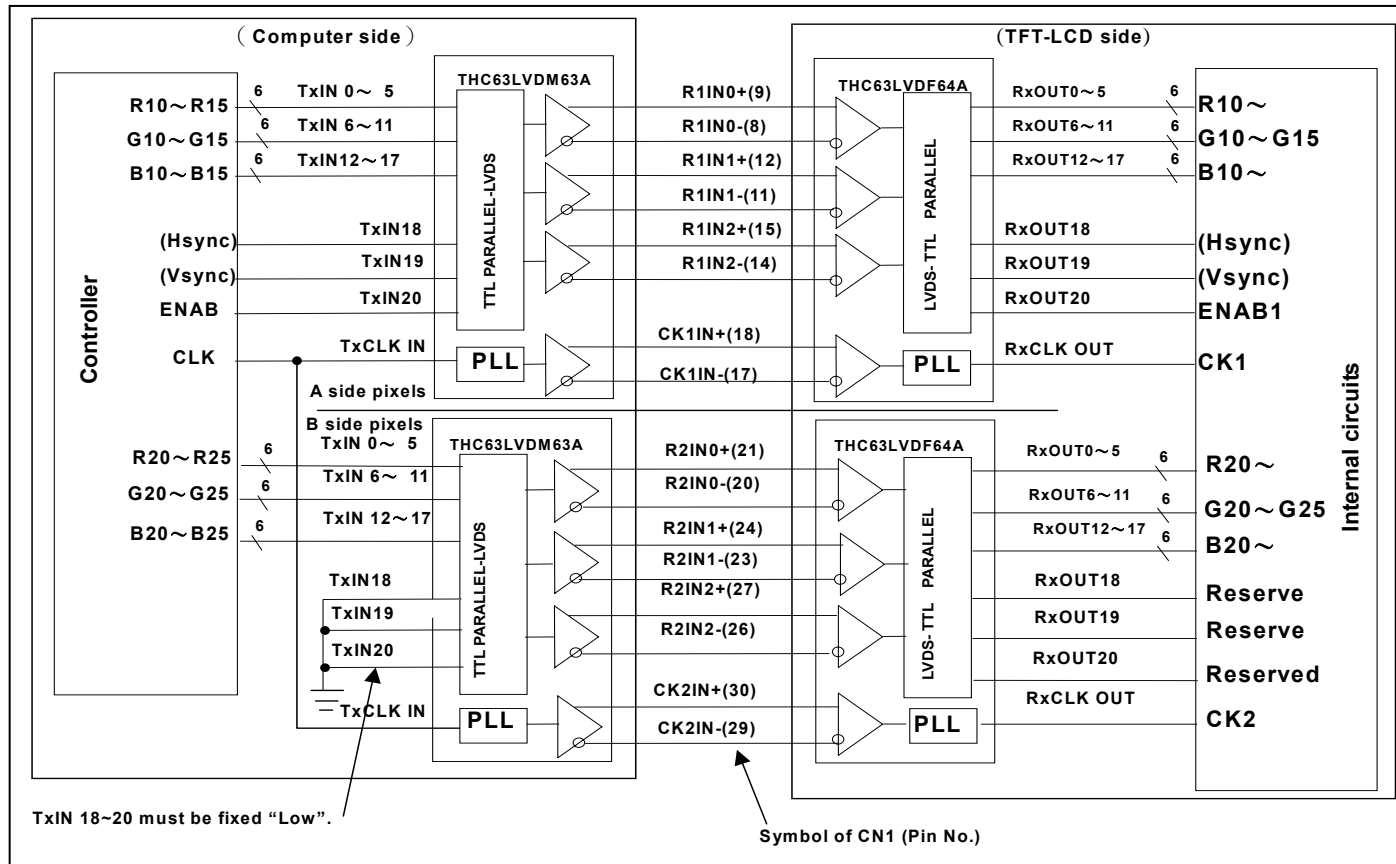 ( Computer side )
(TFT-LCD side)
THC63LVDM63A
THC63LVDF64A
Controller
R10~R15
6
TxIN 0~ 5
G10~G15
6
TxIN 6~11
B10~B15
6
TxIN12~17
(Hsync)
TxIN18
(Vsync)
TxIN19
ENAB
TxIN20
CLK
TxCLK IN
TTL PARALLEL-LVDS
PLL
R1IN0+(9)
R1IN0-(8)
R1IN1+(12)
R1IN1-(11)
R1IN2+(15)
R1IN2-(14)
CK1IN+(18)
CK1IN-(17)
LVDS- TTL PARALLEL
PLL
RxOUT0~5
6
R10~
RxOUT6~11
6
G10~G15
RxOUT12~17
6
B10~
RxOUT18
(Hsync)
RxOUT19
(Vsync)
RxOUT20
ENAB1
RxCLK OUT
CK1
Internal circuits
A side pixels
B side pixels
THC63LVDM63A
THC63LVDF64A
R20~R25
6
TxIN 0~ 5
G20~G25
6
TxIN 6~ 11
B20~B25
6
TxIN 12~17
TxIN18
TxIN19
TxIN20
TxCLK IN
TTL PARALLEL-LVDS
PLL
R2IN0+(21)
R2IN0-(20)
R2IN1+(24)
R2IN1-(23)
R2IN2+(27)
R2IN2-(26)
CK2IN+(30)
CK2IN-(29)
LVDS- TTL PARALLEL
PLL
RxOUT0~5
6
R20~
RxOUT6~11
6
G20~G25
RxOUT12~17
6
B20~
RxOUT18
Reserve
RxOUT19
Reserve
RxOUT20
Reserved
RxCLK OUT
CK2
TxIN 18~20 must be fixed “Low”.
Symbol of CN1 (Pin No.)